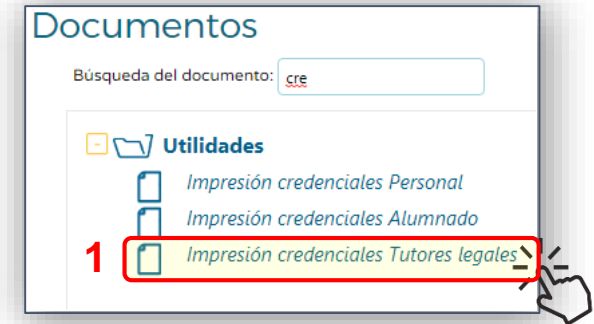 Documentos
Búsqueda del documento: cre
- Utilidades
Impresión credenciales Personal
Impresión credenciales Alumnado
1 Impresión credenciales Tutores legales